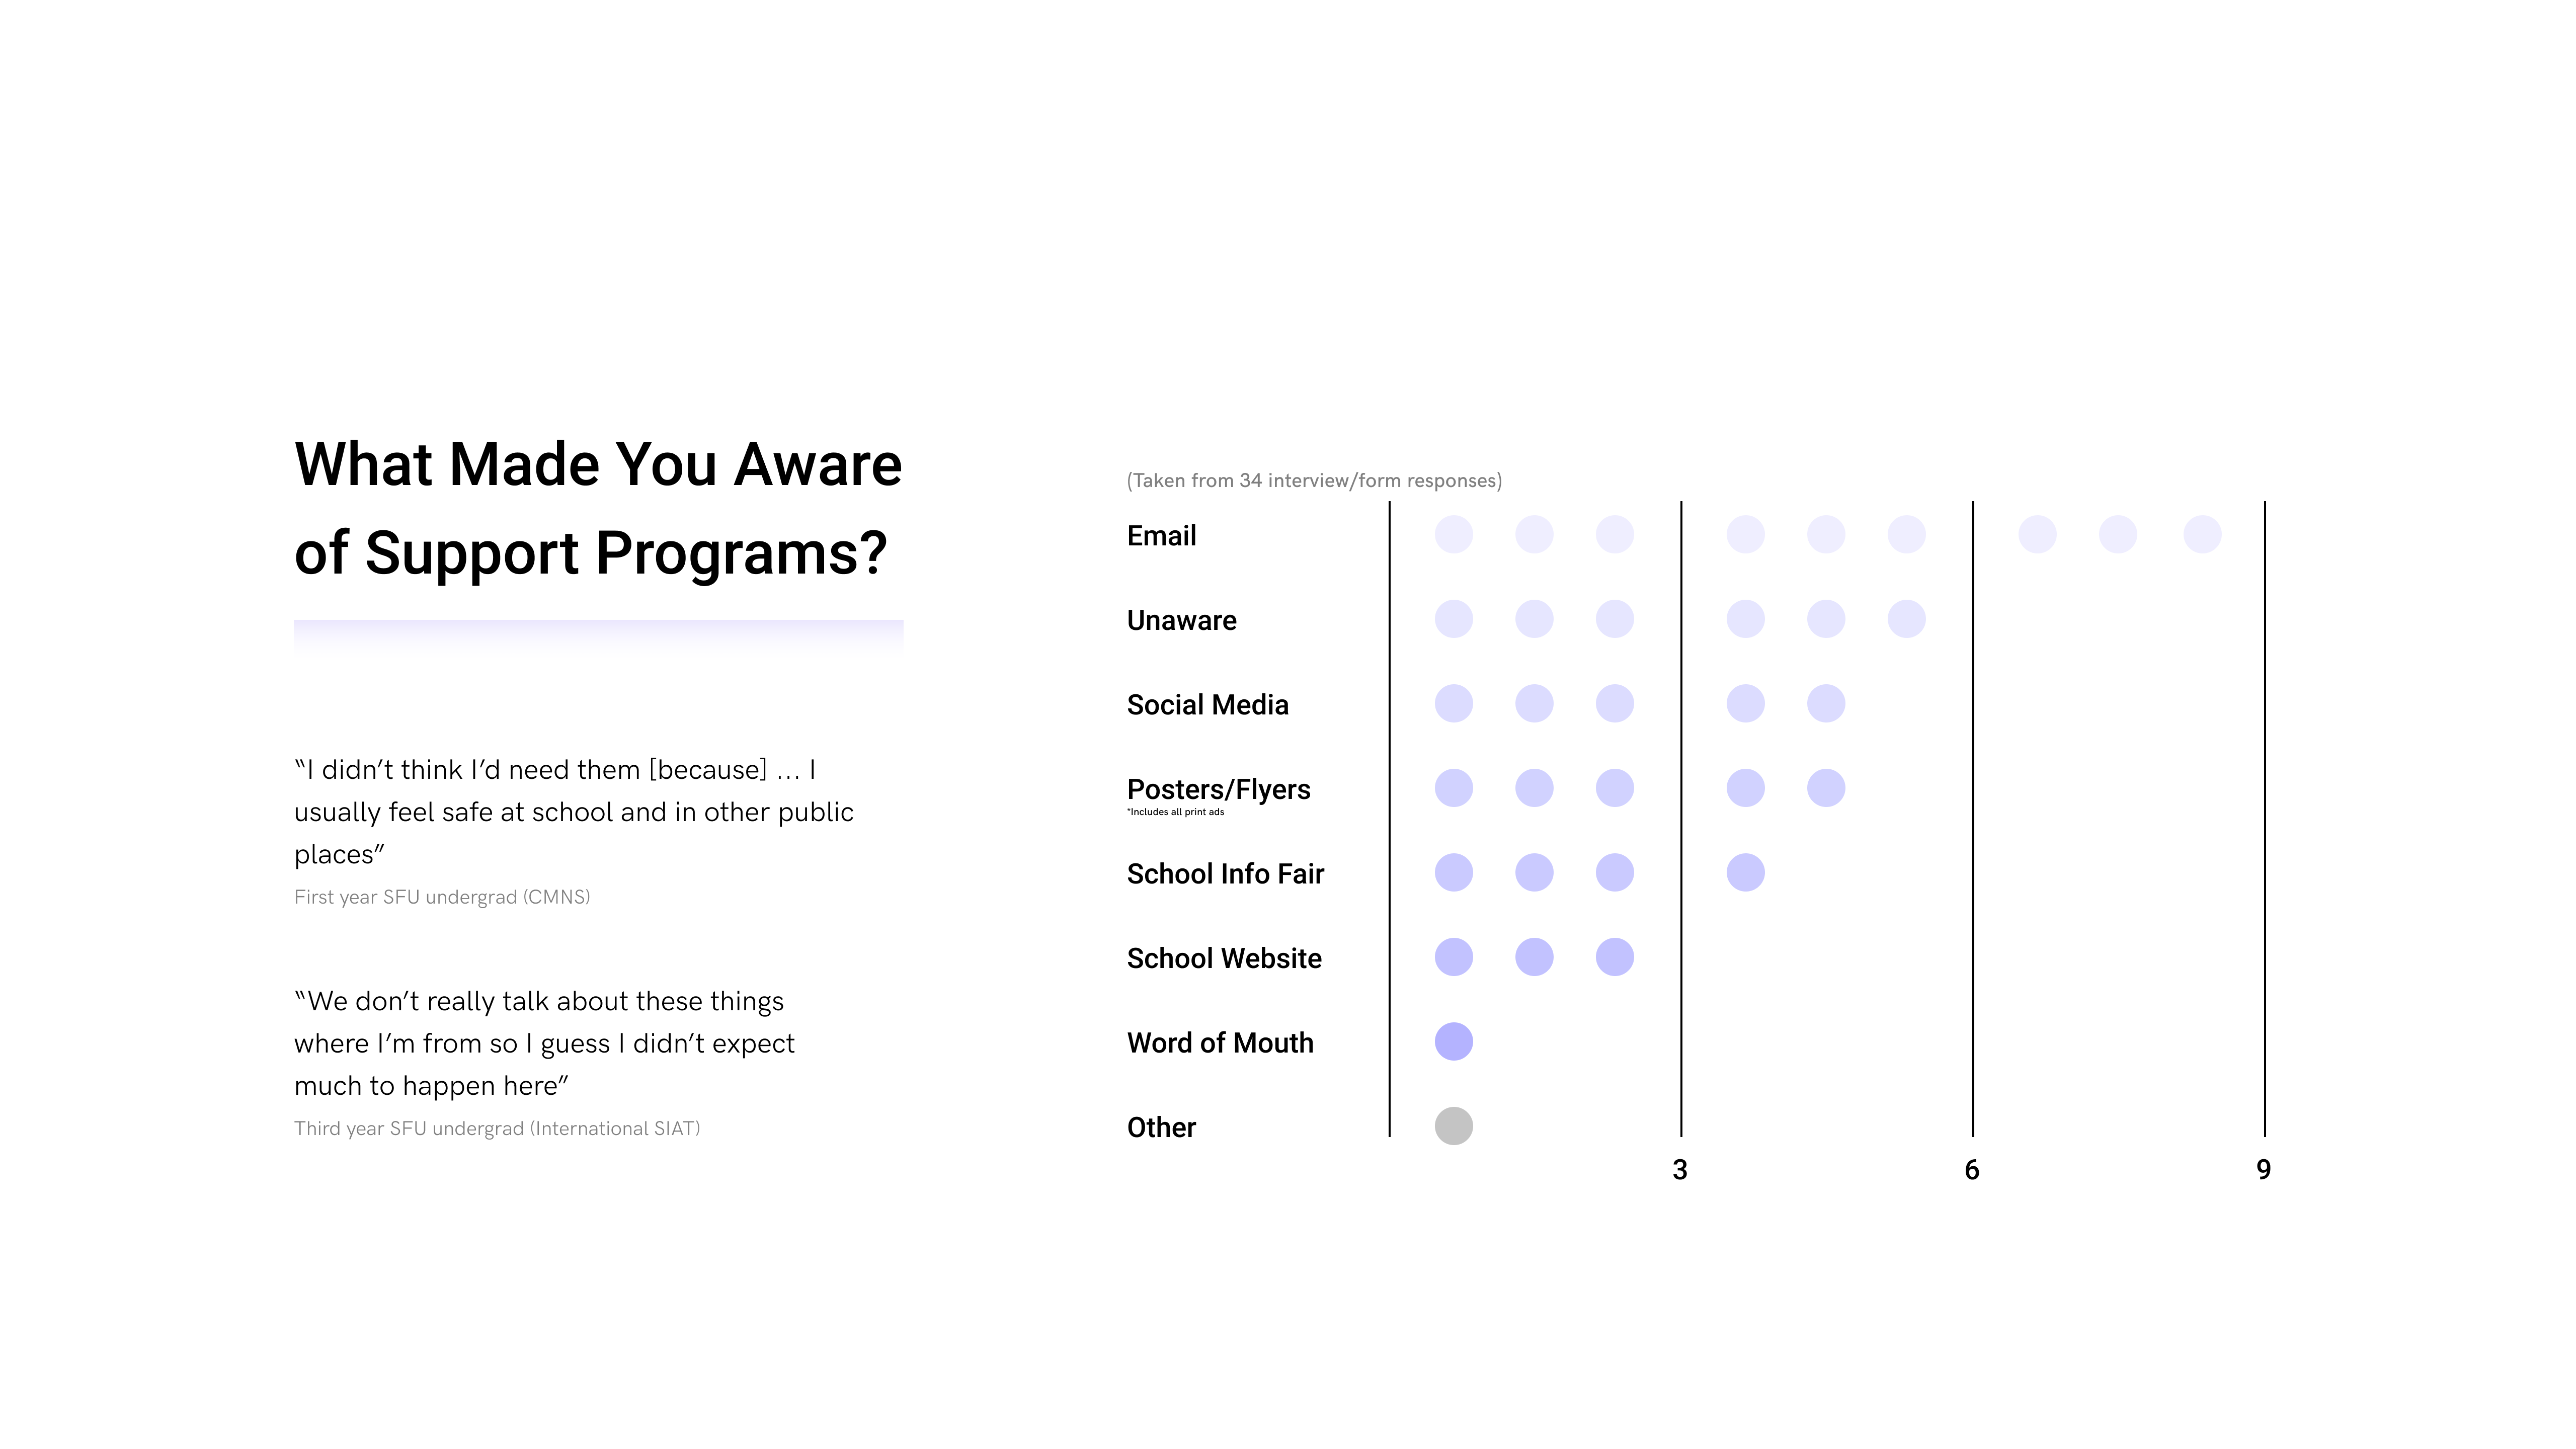 What Made You Aware
of Support Programs?
“I didn’t think I’d need them [because] ... I
usually feel safe at school and in other public
places”
First year SFU undergrad (CMNS)
“We don’t really talk about these things
where I’m from so I guess I didn’t expect
much to happen here”
Third year SFU undergrad (International SIAT)
(Taken from 34 interview/form responses)
Email
Unaware
Social Media
Posters/Flyers
*Includes all print ads
School Info Fair
School Website
Word of Mouth
Other
3 6 9